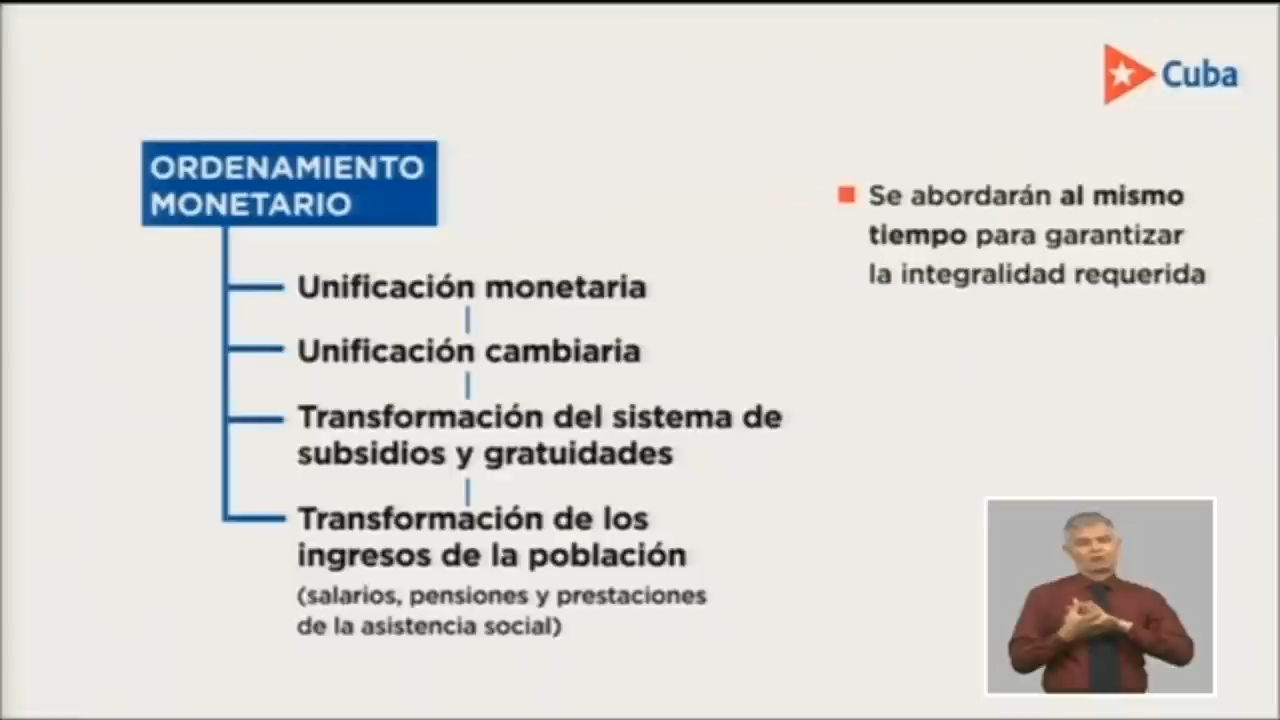 Cuba
ORDENAMIENTO
MONETARIO
Unificación monetaria
Unificación cambiaria
Transformación del sistema de
subsidios y gratuidades
Transformación de los
ingresos de la población
(salarios, pensiones y prestaciones
de la asistencia social)
Se abordarán al mismo
tiempo para garantizar
la integralidad requerida